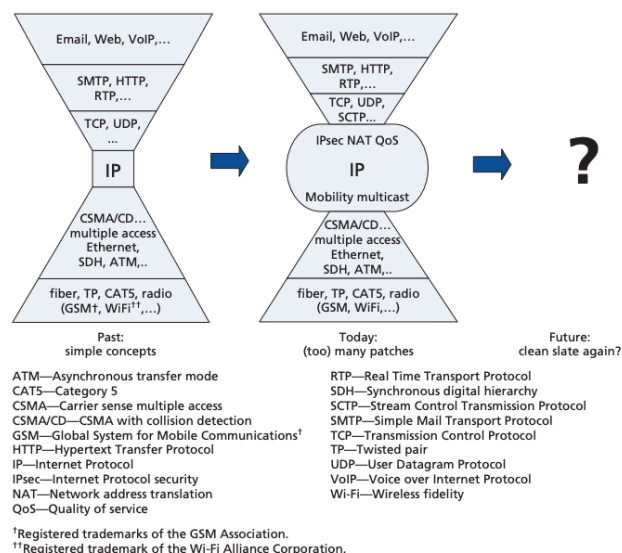 Email, Web, VoIP,...
SMTP, HTTP,
RTP,...
TCP, UDP,
...
IP
CSMA/CD...
multiple access
Ethernet,
SDH, ATM,..
fiber, TP, CAT5, radio
(GSM†, WiFi††,...)
Past:
simple concepts
Email, Web, VoIP,...
SMTP, HTTP,
RTP,...
TCP, UDP,
SCTP...
IPsec NAT QoS
IP
Mobility multicast
CSMA/CD...
multiple access
Ethernet,
SDH, ATM,..
fiber, TP, CAT5, radio
(GSM, WiFi,...)
Today:
(too) many patches
?
Future:
clean slate again?
ATM—Asynchronous transfer mode
CAT5—Category 5
CSMA—Carrier sense multiple access
CSMA/CD—CSMA with collision detection
GSM—Global System for Mobile Communications†
HTTP—Hypertext Transfer Protocol
IP—Internet Protocol
IPsec—Internet Protocol security
NAT—Network address translation
QoS—Quality of service
RTP—Real Time Transport Protocol
SDH—Synchronous digital hierarchy
SCTP—Stream Control Transmission Protocol
SMTP—Simple Mail Transport Protocol
TCP—Transmission Control Protocol
TP—Twisted pair
UDP—User Datagram Protocol
VoIP—Voice over Internet Protocol
Wi-Fi—Wireless fidelity
†Registered trademarks of the GSM Association.
††Registered trademark of the Wi-Fi Alliance Corporation.